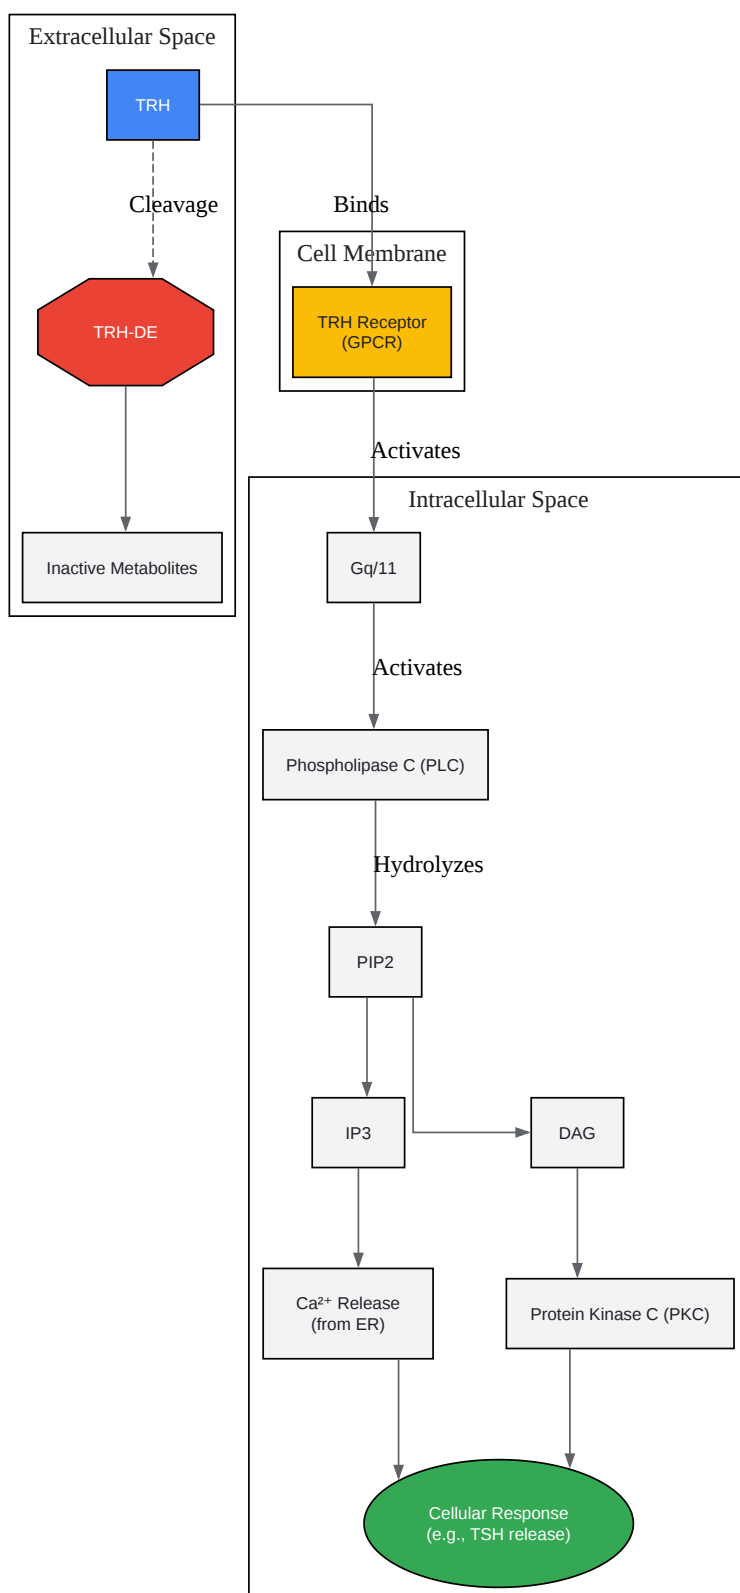 Extracellular Space
TRH
Cleavage
Binds
Cell Membrane
TRH Receptor
(GPCR)
TRH-DE
Activates
Intracellular Space
Inactive Metabolites
Gq/11
Activates
Phospholipase C (PLC)
Hydrolyzes
PIP2
IP3
DAG
Ca²⁺ Release
(from ER)
Protein Kinase C (PKC)
Cellular Response
(e.g., TSH release)